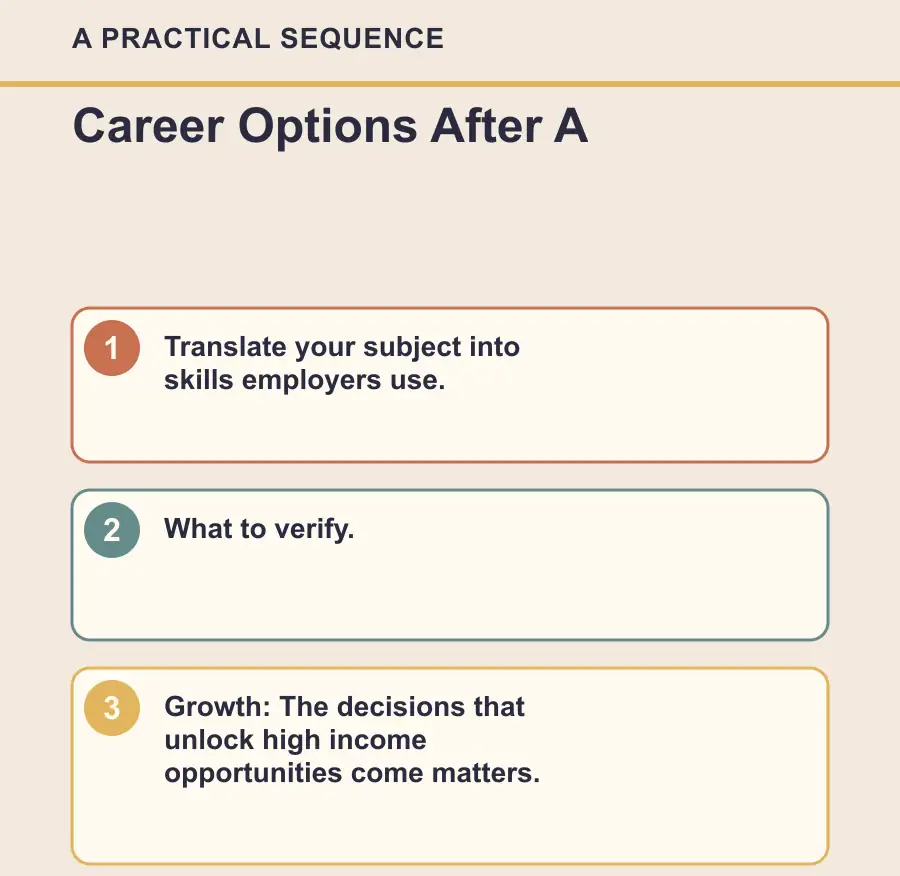 A PRACTICAL SEQUENCE
Career Options After A
1
Translate your subject into
skills employers use.
2
What to verify.
3
Growth: The decisions that
unlock high income
opportunities come matters.